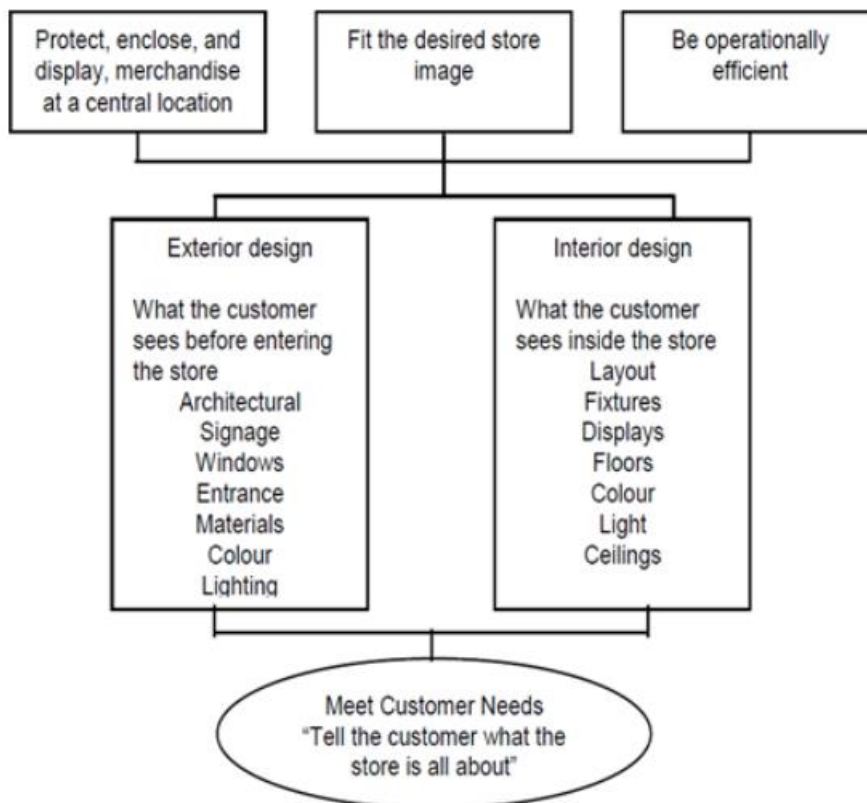 Protect, enclose, and
display, merchandise
at a central location
Fit the desired store
image
Be operationally
efficient
Exterior design
What the customer
sees before entering
the store
Architectural
Signage
Windows
Entrance
Materials
Colour
Lighting
Interior design
What the customer
sees inside the store
Layout
Fixtures
Displays
Floors
Colour
Light
Ceilings
Meet Customer Needs
“Tell the customer what the
store is all about”